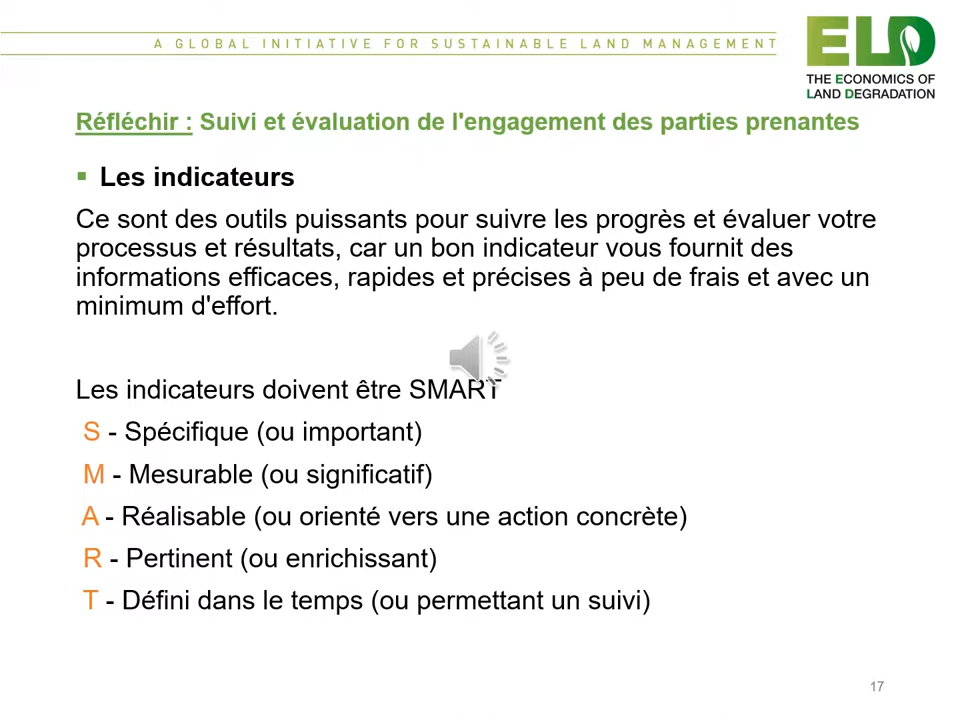 A GLOBAL INITIATIVE FOR SUSTAINABLE LAND MANAGEMENT
ELD
THE ECONOMICS OF
LAND DEGRADATION
Réfléchir : Suivi et évaluation de l'engagement des parties prenantes
▪ Les indicateurs
Ce sont des outils puissants pour suivre les progrès et évaluer votre
processus et résultats, car un bon indicateur vous fournit des
informations efficaces, rapides et précises à peu de frais et avec un
minimum d'effort.
Les indicateurs doivent être SMART
S - Spécifique (ou important)
M - Mesurable (ou significatif)
A - Réalisable (ou orienté vers une action concrète)
R - Pertinent (ou enrichissant)
T - Défini dans le temps (ou permettant un suivi)
17